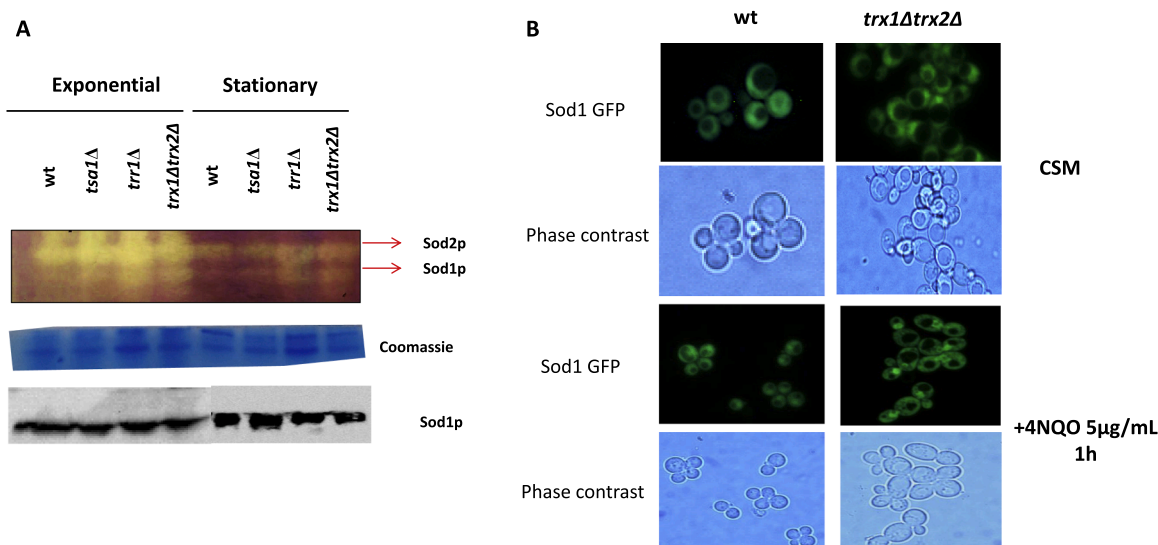 A
Exponential
Stationary
wt
tsa1Δ
trr1Δ
trx1Δtrx2Δ
wt
tsa1Δ
trr1Δ
trx1Δtrx2Δ
Sod2p
Sod1p
Coomassie
Sod1p
B
wt
trx1Δtrx2Δ
Sod1 GFP
CSM
Phase contrast
Sod1 GFP
+4NQO 5µg/mL
1h
Phase contrast